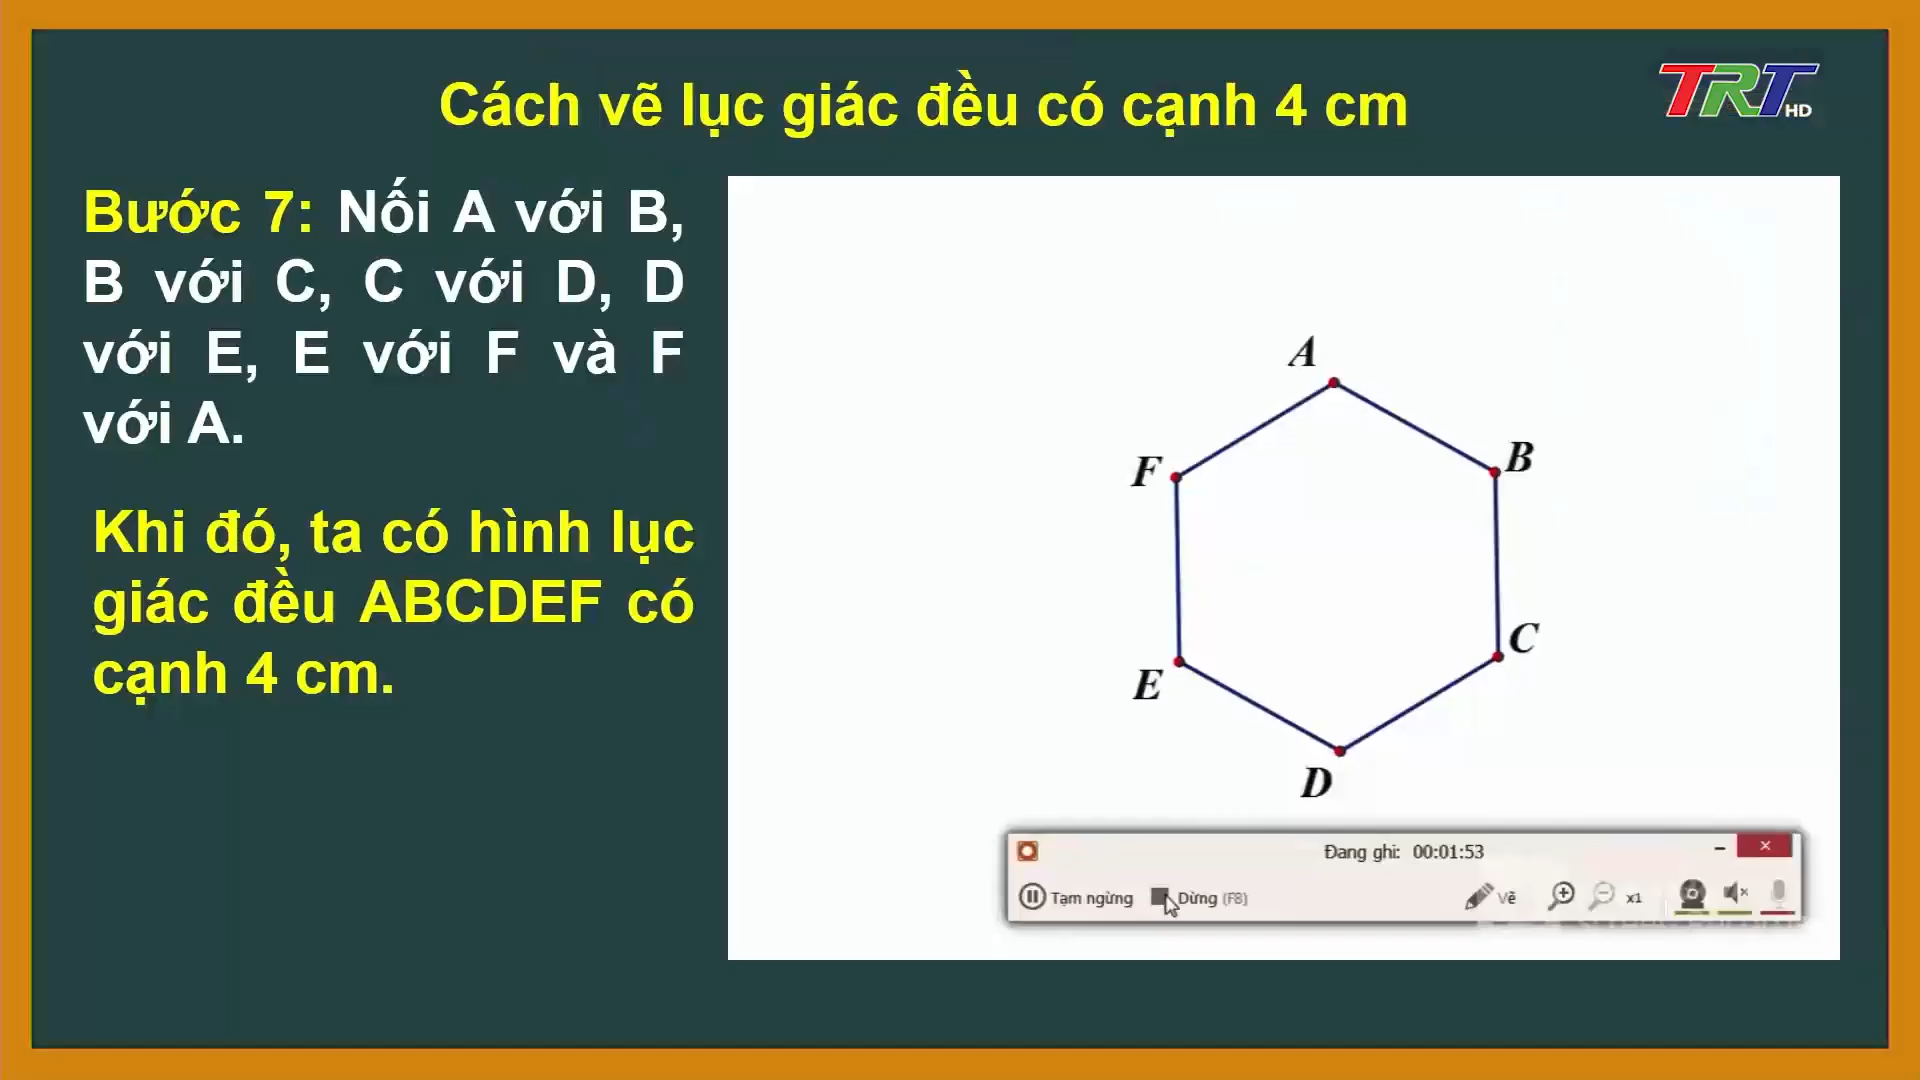 Cách vẽ lục giác đều có cạnh 4 cm
TRT HD
Bước 7: Nối A với B,
B với C, C với D, D
với E, E với F và F
với A.
Khi đó, ta có hình lục
giác đều ABCDEF có
cạnh 4 cm.
A
F
B
E
C
D
Đang ghi: 00:01:53
Tạm ngừng
Dừng (F8)
Vẽ
x1